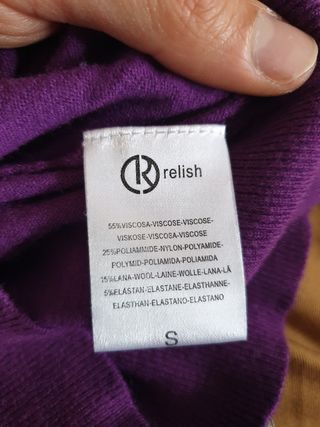 R relish
55%VISCOSA-VISCOSE-VISCOSE-
VISKOSE-VISCOSA-VISCOSE
25%POLIAMMIDE-NYLON-POLYAMIDE-
POLYMID-POLIAMIDA-POLIAMIDA
15%LANA-WOOL-LAINE-WOLLE-LANA-LÃ
5%ELASTAN-ELASTANE-ELASTHANNE-
ELASTHAN-ELASTANO-ELASTANO
S